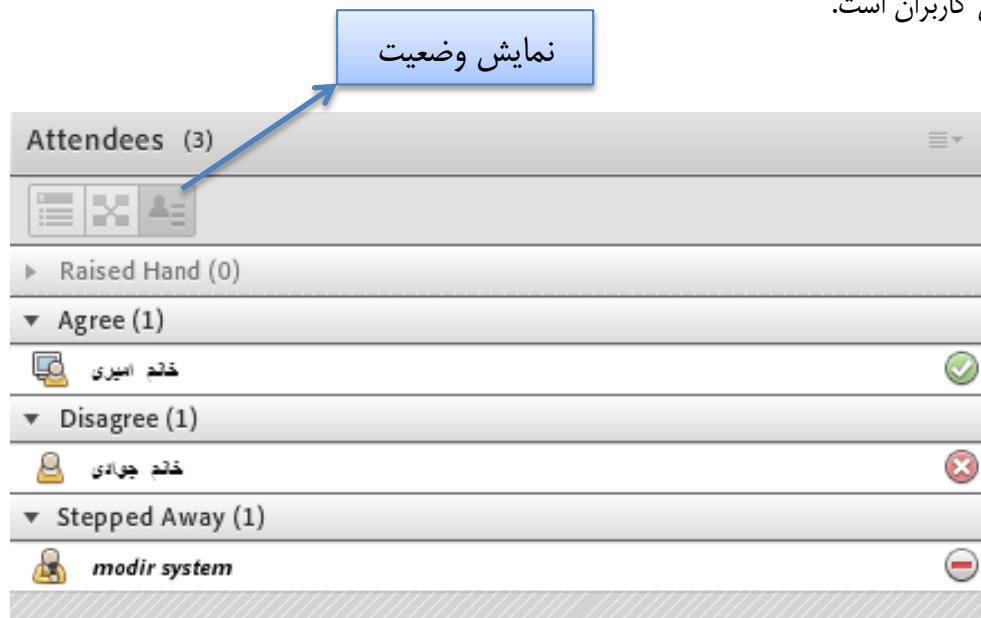 کاربران است.
نمایش وضعیت
Attendees (3)
Raised Hand (0)
Agree (1)
خانم امیری
Disagree (1)
خانم جوادی
Stepped Away (1)
modir system